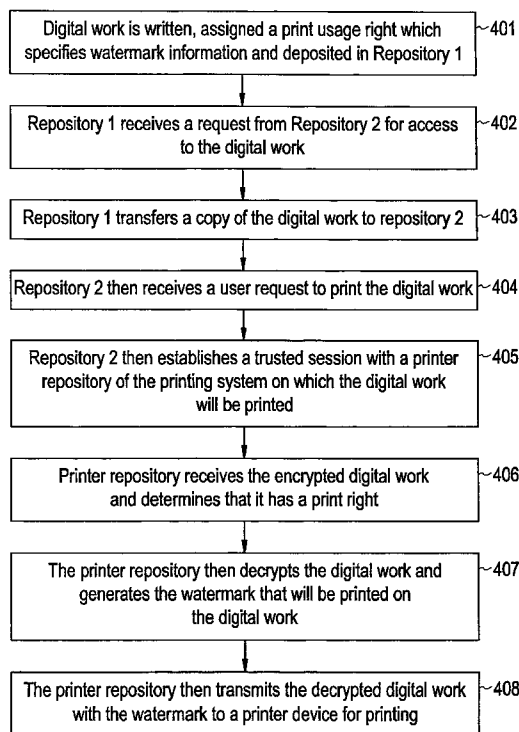 Digital work is written, assigned a print usage right which
specifies watermark information and deposited in Repository 1
401
Repository 1 receives a request from Repository 2 for access
to the digital work
402
Repository 1 transfers a copy of the digital work to repository 2
403
Repository 2 then receives a user request to print the digital work
404
Repository 2 then establishes a trusted session with a printer
repository of the printing system on which the digital work
will be printed
405
Printer repository receives the encrypted digital work
and determines that it has a print right
406
The printer repository then decrypts the digital work and
generates the watermark that will be printed on
the digital work
407
The printer repository then transmits the decrypted digital work
with the watermark to a printer device for printing
408